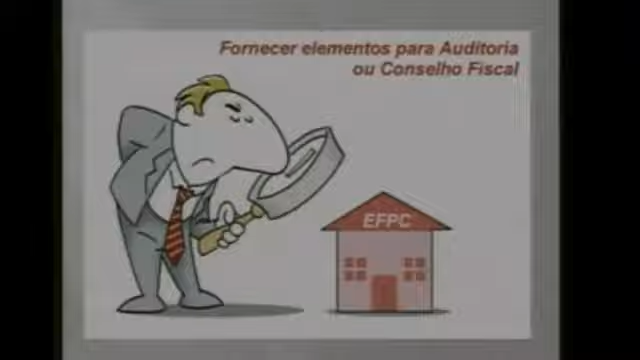 Fornecer elementos para Auditoria
ou Conselho Fiscal
EFPC